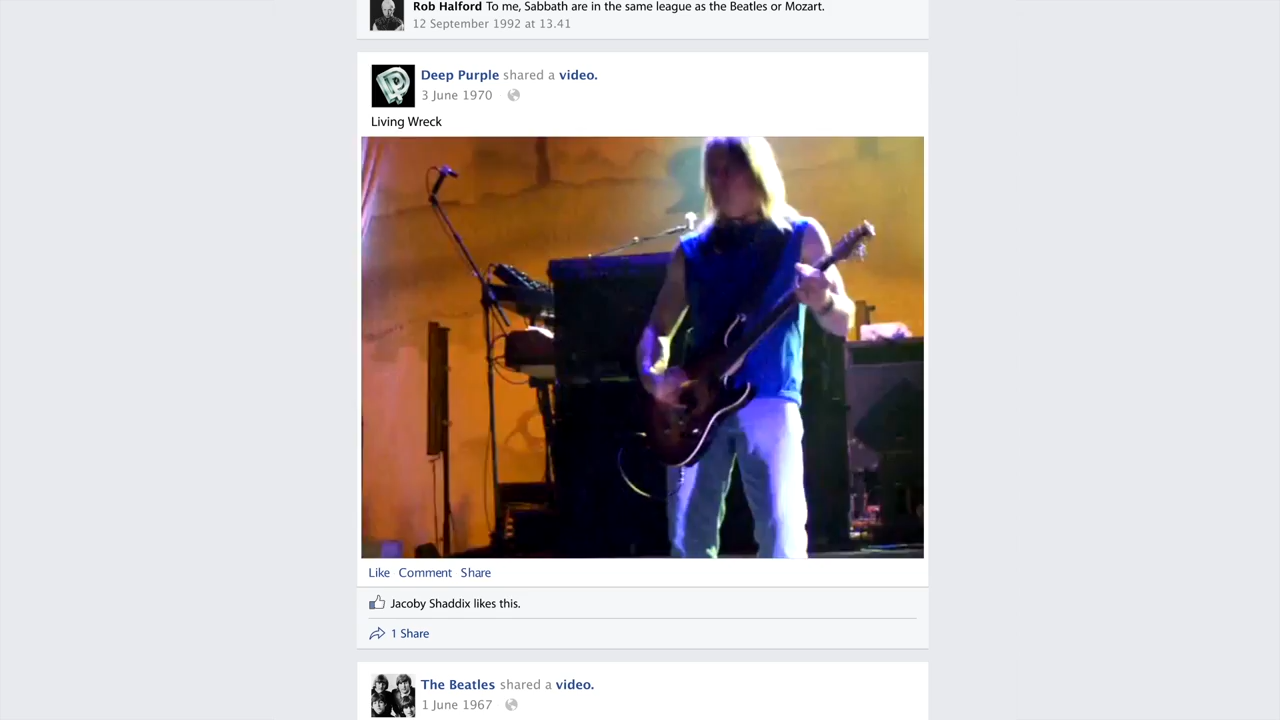 Rob Halford To me, Sabbath are in the same league as the Beatles or Mozart.
12 September 1992 at 13.41
Deep Purple shared a video.
3 June 1970
Living Wreck
Like Comment Share
Jacoby Shaddix likes this.
1 Share
The Beatles shared a video.
1 June 1967